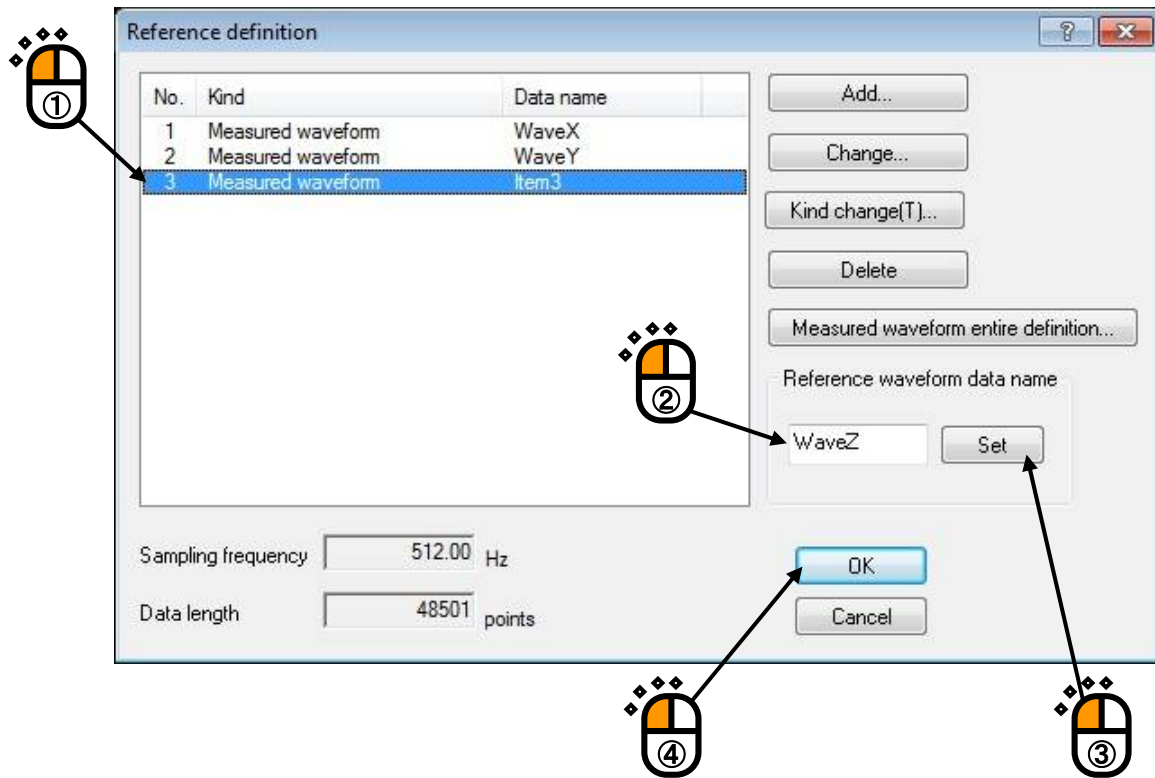 Reference definition
①
No. Kind Data name
1 Measured waveform WaveX
2 Measured waveform WaveY
3 Measured waveform Item3
Add...
Change...
Kind change(T)...
Delete
Measured waveform entire definition...
②
Reference waveform data name
WaveZ Set
Sampling frequency 512.00 Hz
Data length 48501 points
OK
Cancel
④
③